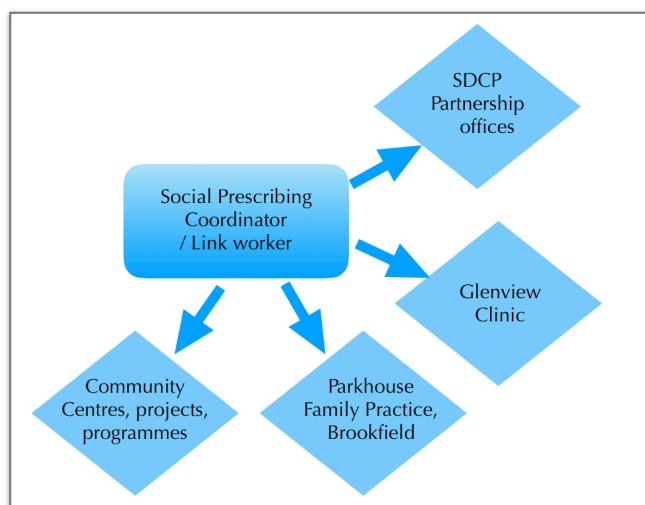 SDCP
Partnership
offices
Social Prescribing
Coordinator
/ Link worker
Glenview
Clinic
Community
Centres, projects,
programmes
Parkhouse
Family Practice,
Brookfield